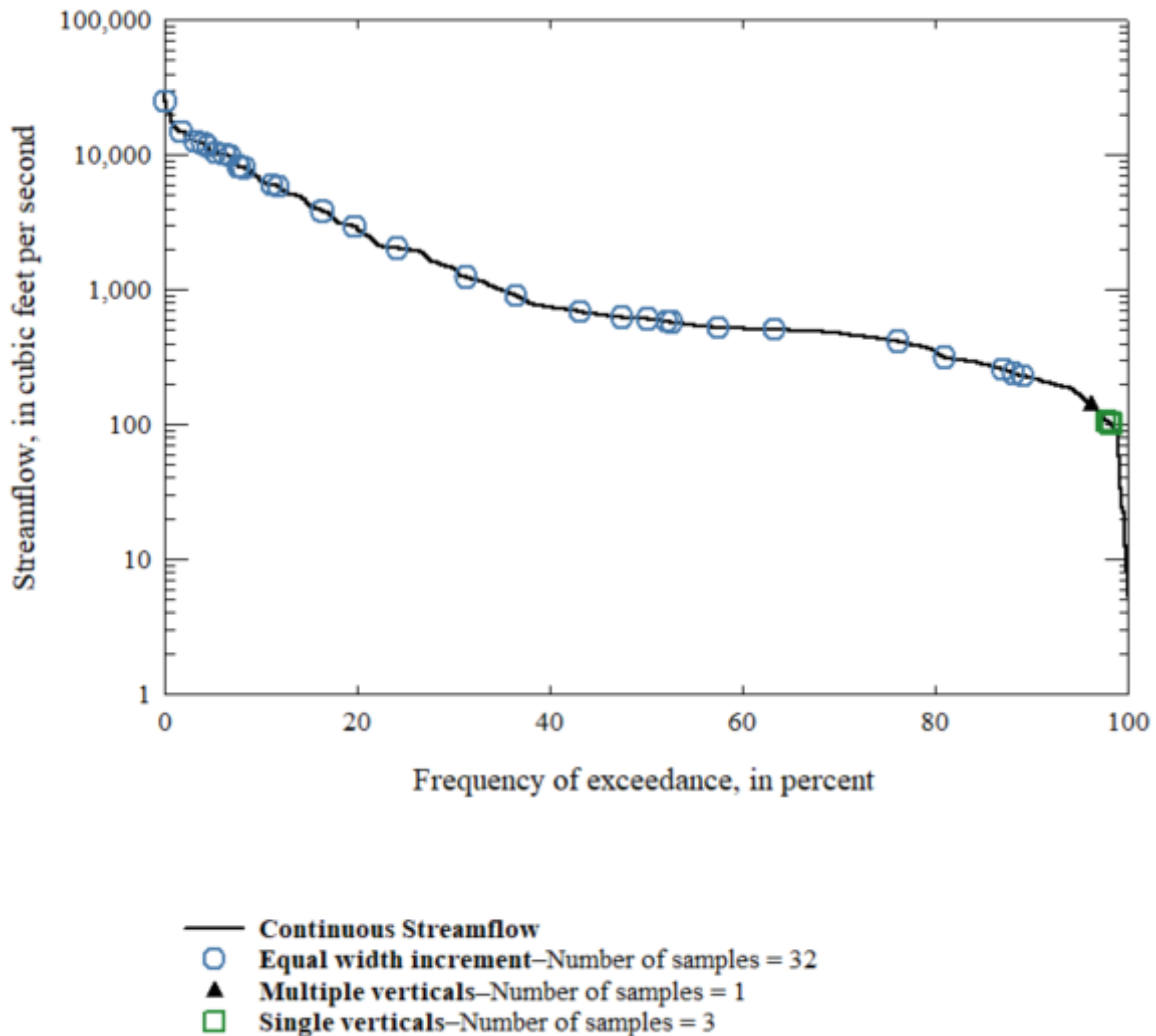 100,000
10,000
1,000
100
10
1
Streamflow, in cubic feet per second
0 20 40 60 80 100
Frequency of exceedance, in percent
Continuous Streamflow
Equal width increment–Number of samples = 32
Multiple verticals–Number of samples = 1
Single verticals–Number of samples = 3